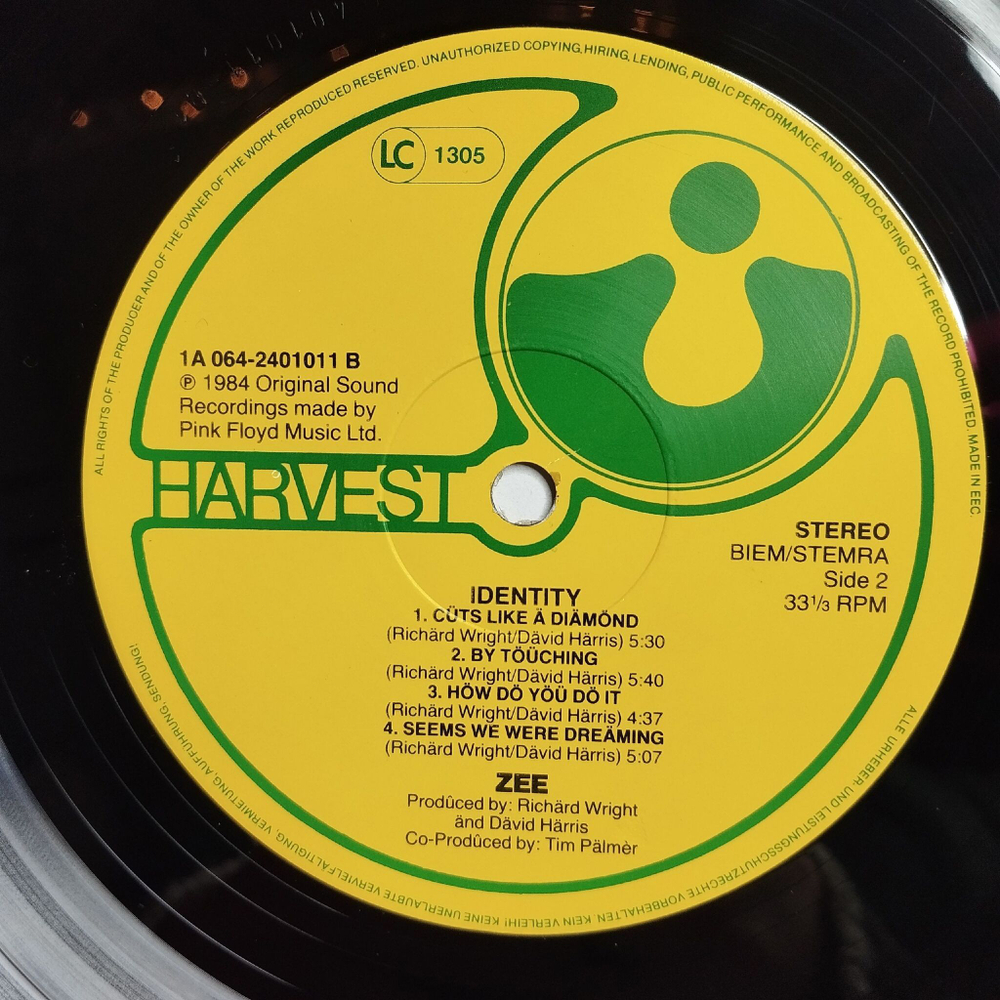 ALL RIGHTS OF THE PRODUCER AND OF THE OWNER OF THE WORK REPRODUCED RESERVED. UNAUTHORIZED COPYING, HIRING, LENDING, PUBLIC PERFORMANCE AND BROADCASTING OF THE RECORD PROHIBITED. MADE IN EEC.
LC 1305
1A 064-2401011 B
℗ 1984 Original Sound
Recordings made by
Pink Floyd Music Ltd.
HARVEST
STEREO
BIEM/STEMRA
Side 2
33 1/3 RPM
IDENTITY
1. CÜTS LIKE Ä DIÄMÖND
(Richärd Wright/Dävid Härris) 5:30
2. BY TÖÜCHING
(Richärd Wright/Dävid Härris) 5:40
3. HÖW DÖ YÖÜ DÖ IT
(Richärd Wright/Dävid Härris) 4:37
4. SEEMS WE WERE DREÄMING
(Richärd Wright/Dävid Härris) 5:07
ZEE
Prodûced by: Richärd Wright
änd Dävid Härris
Co-Prodûced by: Tim Pälmèr
ALLE URHEBER- UND LEISTUNGSSCHUTZRECHTE VORBEHALTEN. KEIN VERLEIH! KEINE UNERLAUBTE VERVIELFÄLTIGUNG, VERMIETUNG, AUFFÜHRUNG, SENDUNG!